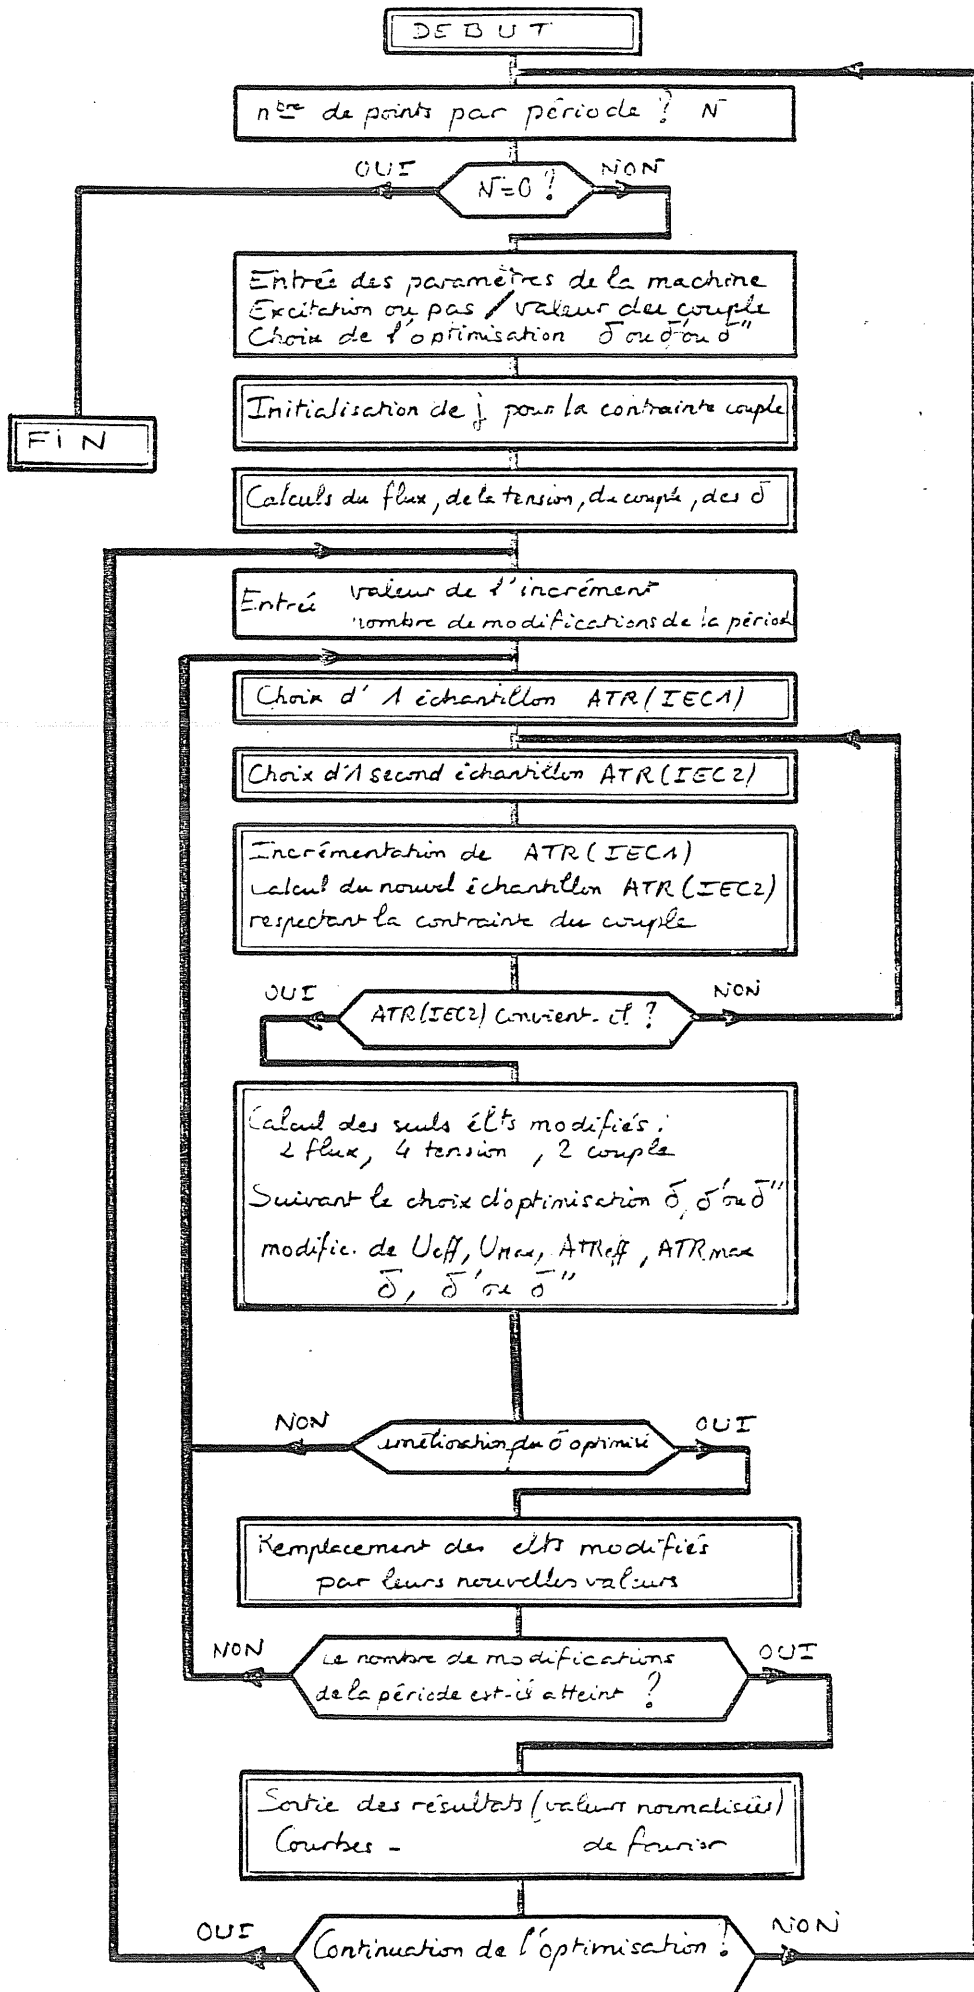 DEBUT
nbre de points par période ? N
OUI
NON
N=0 ?
Entrée des paramètres de la machine
Excitation ou pas / valeur du couple
Choix de l'optimisation δ ou δ' ou δ"
Initialisation de j pour la contrainte couple
FIN
Calculs du flux, de la tension, du couple, des δ
Entrée valeur de l'incrément
nombre de modifications de la période
Choix d'1 échantillon ATR(IEC1)
Choix d'1 second échantillon ATR(IEC2)
Incrémentation de ATR(IEC1)
calcul du nouvel échantillon ATR(IEC2)
respectant la contrainte du couple
OUI
NON
ATR(IEC2) convient-il ?
Calcul des seuls élts modifiés :
2 flux, 4 tension, 2 couple
Suivant le choix d'optimisation δ, δ' ou δ"
modific. de Ueff, Umax, ATReff, ATRmax
δ, δ' ou δ"
NON
OUI
amélioration du δ optimisé
Remplacement des elts modifiés
par leurs nouvelles valeurs
NON
OUI
Le nombre de modifications
de la période est-il atteint ?
Sortie des résultats (valeurs normalisées)
Courbes - de fourier
OUI
NON
Continuation de l'optimisation ?